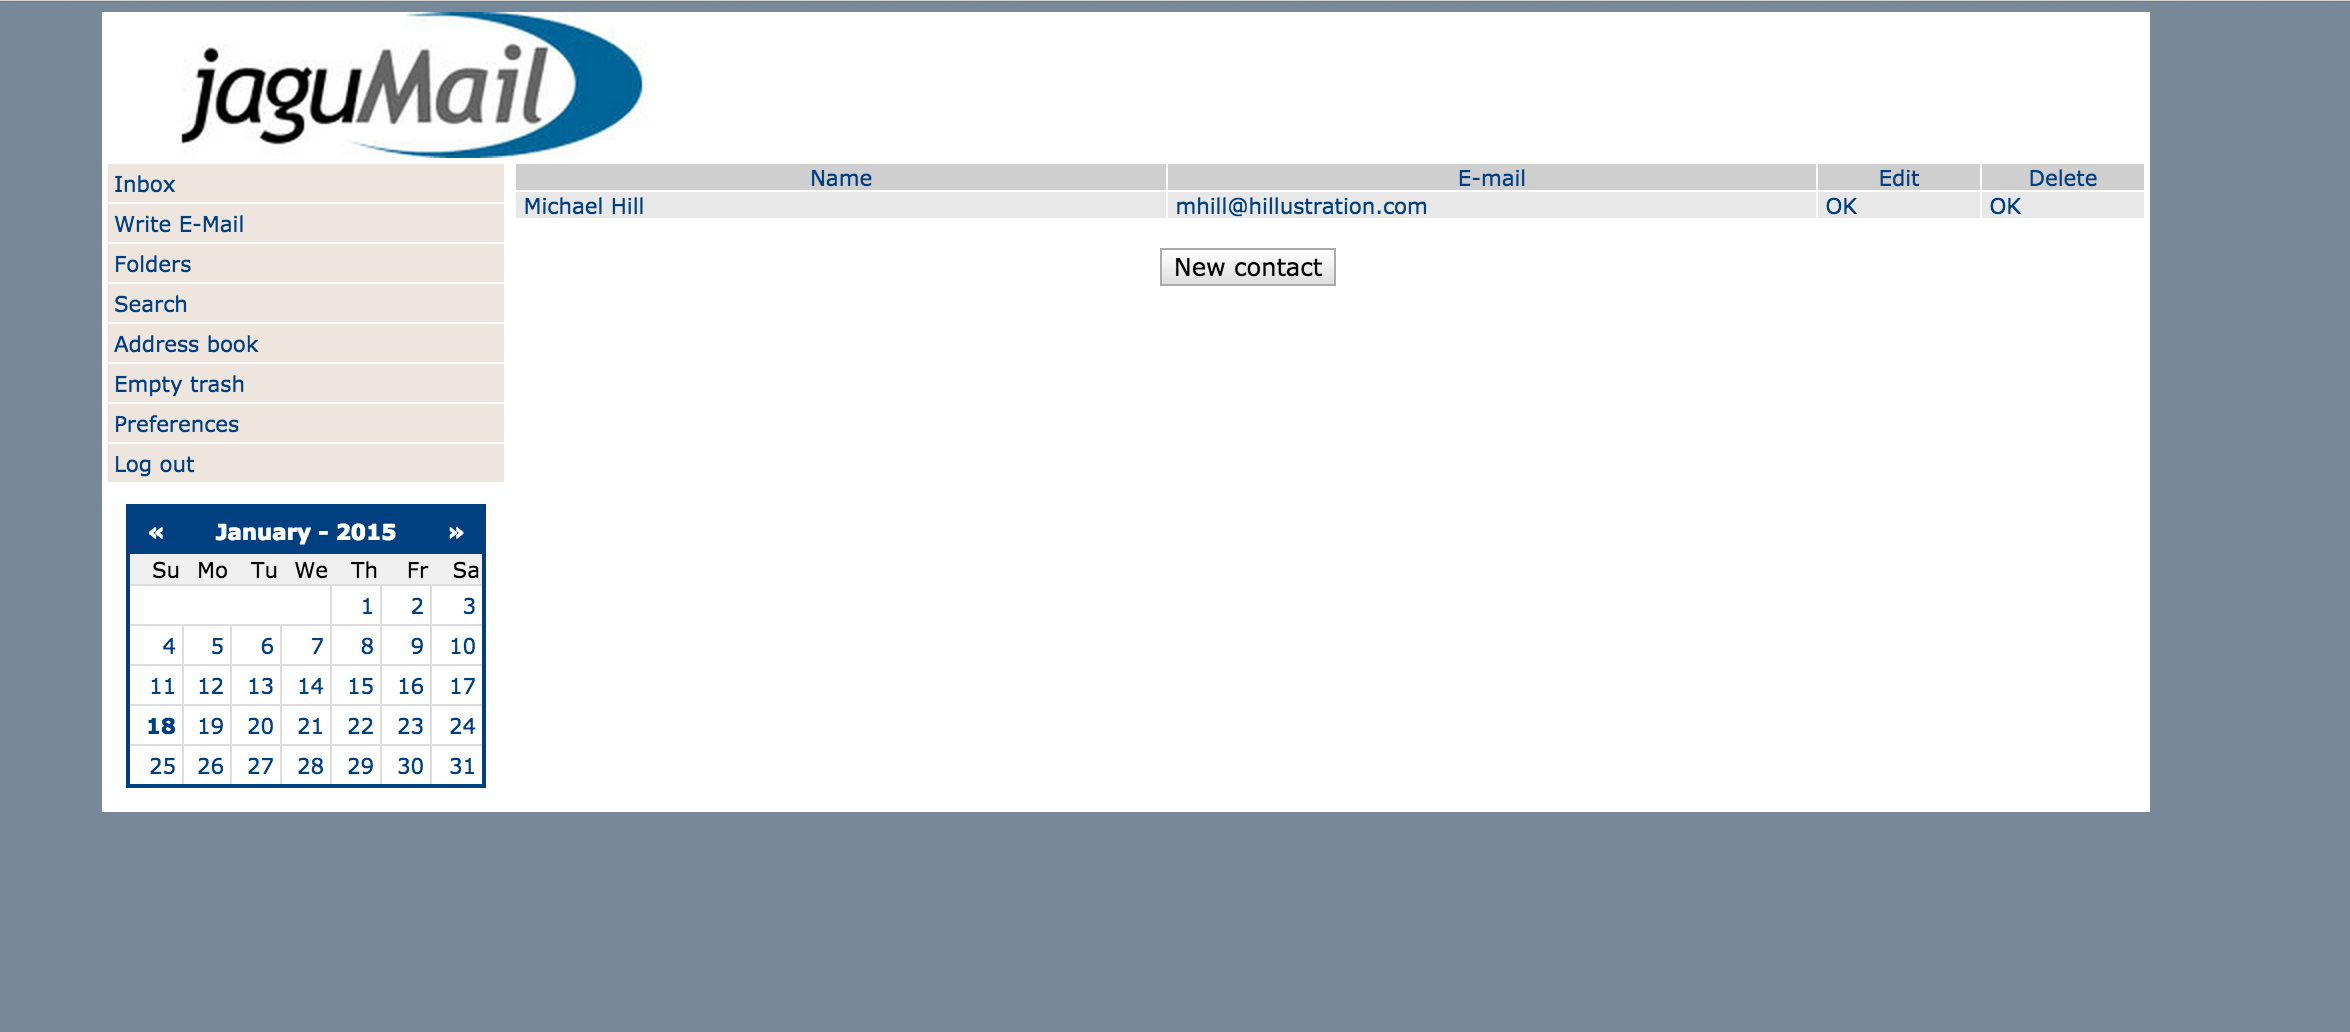 jaguMail
Inbox
Write E-Mail
Folders
Search
Address book
Empty trash
Preferences
Log out
« January - 2015 »
Su Mo Tu We Th Fr Sa
1 2 3
4 5 6 7 8 9 10
11 12 13 14 15 16 17
18 19 20 21 22 23 24
25 26 27 28 29 30 31
Name E-mail Edit Delete
Michael Hill mhill@hillustration.com OK OK
New contact